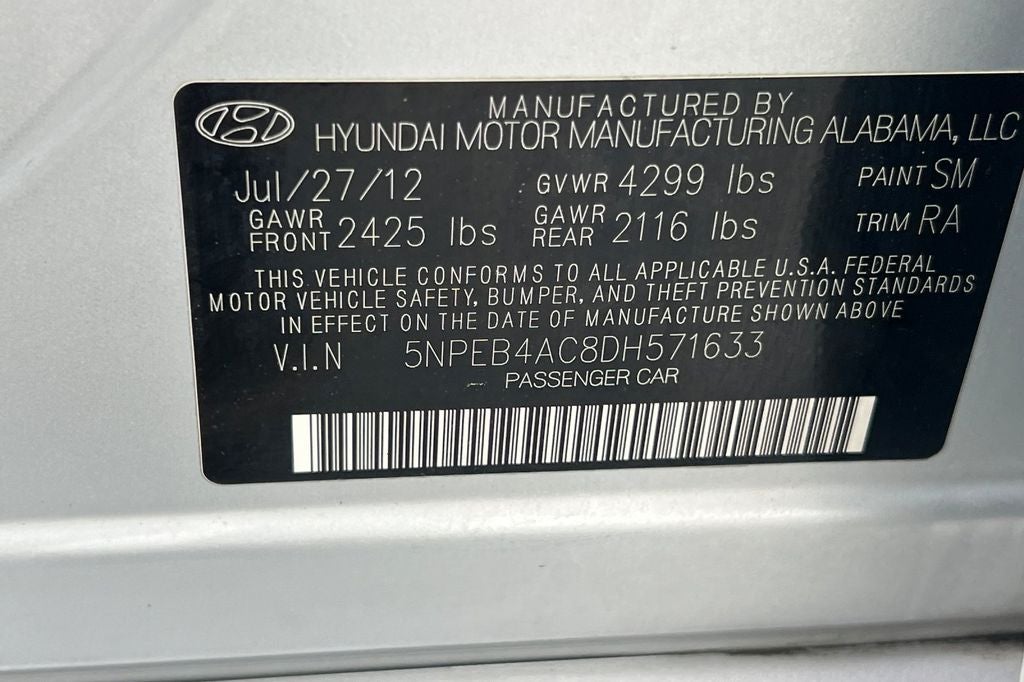 MANUFACTURED BY
HYUNDAI MOTOR MANUFACTURING ALABAMA, LLC
Jul/27/12 GVWR 4299 lbs PAINT SM
GAWR FRONT 2425 lbs GAWR REAR 2116 lbs TRIM RA
THIS VEHICLE CONFORMS TO ALL APPLICABLE U.S.A. FEDERAL
MOTOR VEHICLE SAFETY, BUMPER, AND THEFT PREVENTION STANDARDS
IN EFFECT ON THE DATE OF MANUFACTURE SHOWN ABOVE
V.I.N 5NPEB4AC8DH571633
PASSENGER CAR